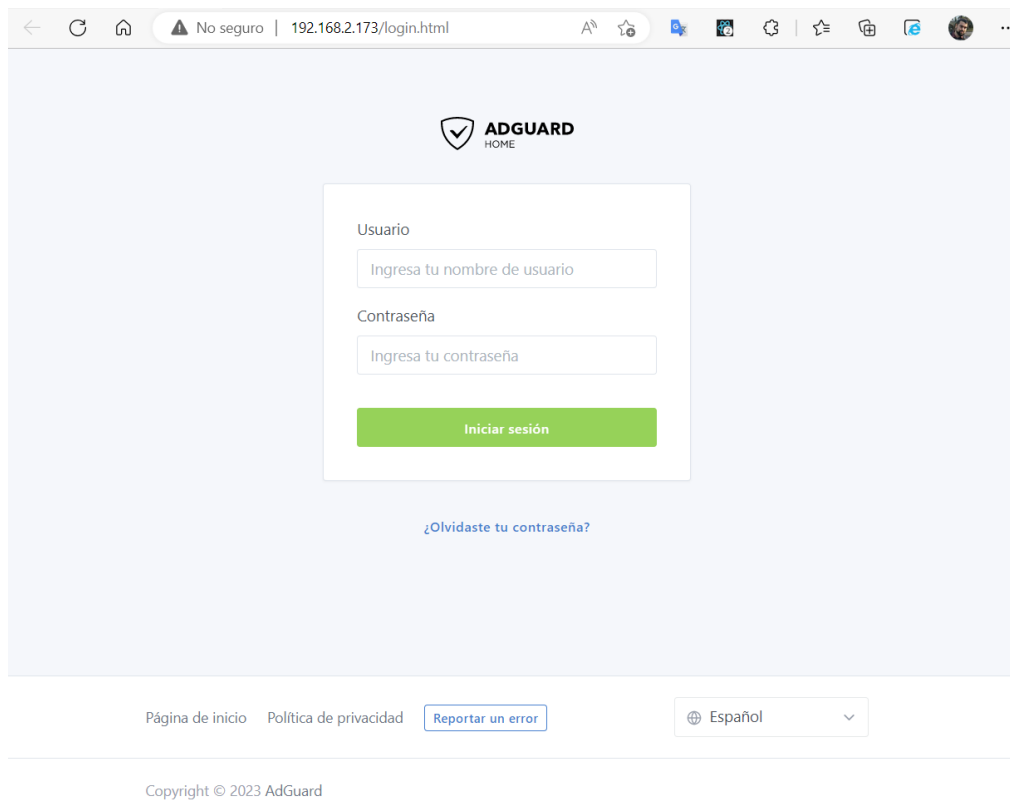 No seguro | 192.168.2.173/login.html
ADGUARD
HOME
Usuario
Ingresa tu nombre de usuario
Contraseña
Ingresa tu contraseña
Iniciar sesión
¿Olvidaste tu contraseña?
Página de inicio Política de privacidad Reportar un error Español
Copyright © 2023 AdGuard